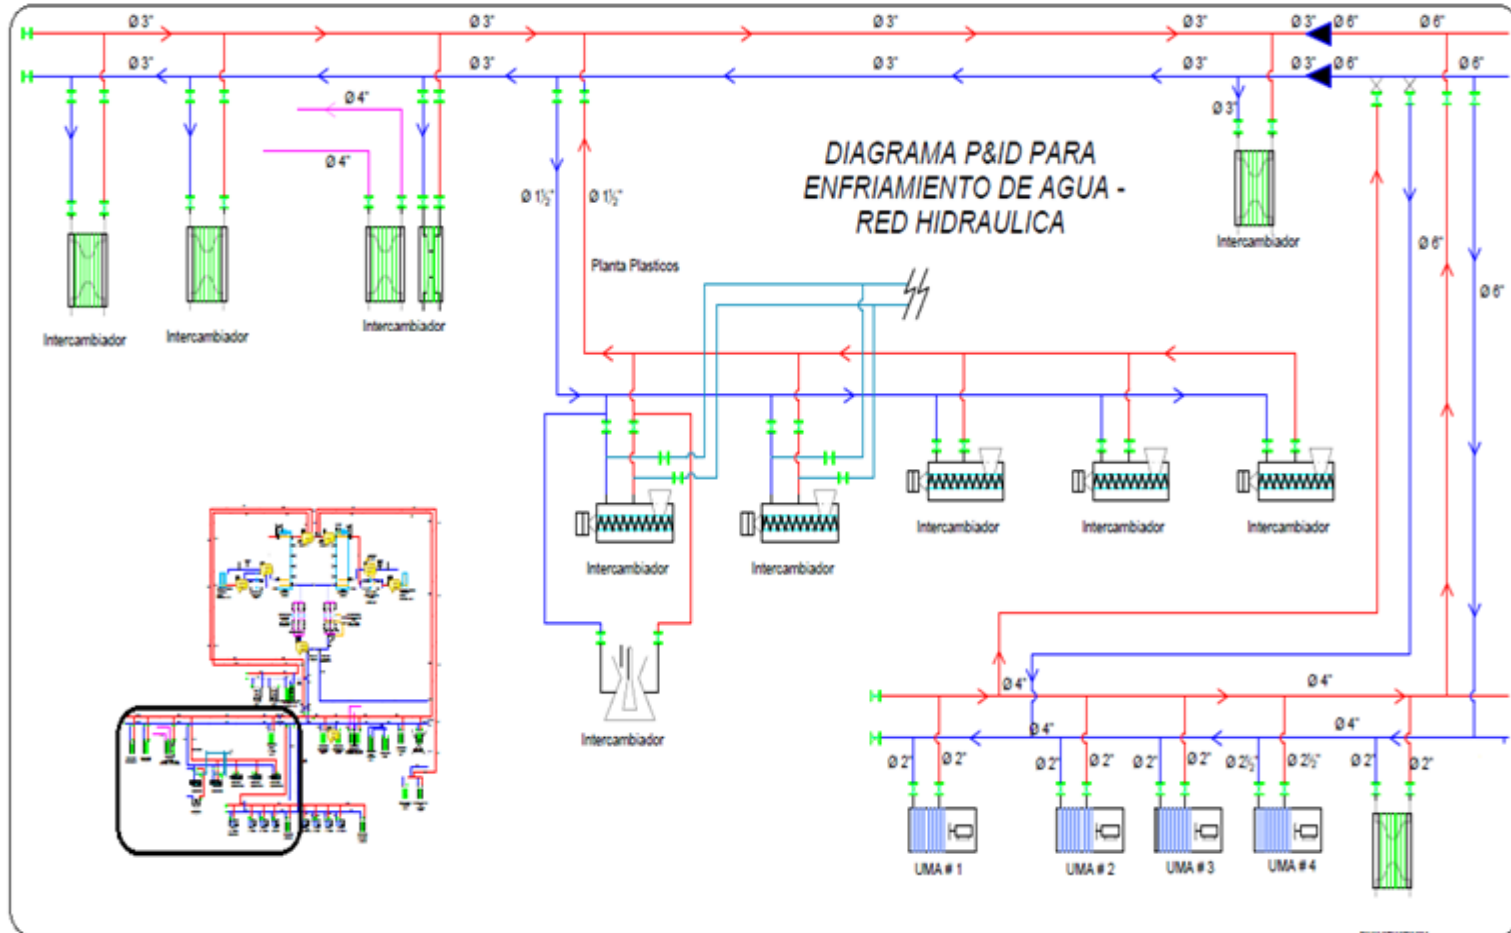 Ø 3" Ø 3" Ø 3" Ø 3" Ø 3" Ø 6" Ø 6"
Ø 3" Ø 3" Ø 3" Ø 3" Ø 3" Ø 6" Ø 6"
Ø 4"
Ø 3"
Ø 4"
DIAGRAMA P&ID PARA
ENFRIAMIENTO DE AGUA -
RED HIDRAULICA
Ø 1½" Ø 1½"
Ø 6"
Intercambiador
Planta Plasticos
Ø 6"
Intercambiador
Intercambiador
Intercambiador
Intercambiador
Intercambiador
Intercambiador
Intercambiador
Intercambiador
Ø 4" Ø 4"
Ø 4" Ø 4"
Intercambiador
Ø 2" Ø 2" Ø 2" Ø 2" Ø 2" Ø 2" Ø 2½" Ø 2½" Ø 2" Ø 2"
UMA # 1 UMA # 2 UMA # 3 UMA # 4